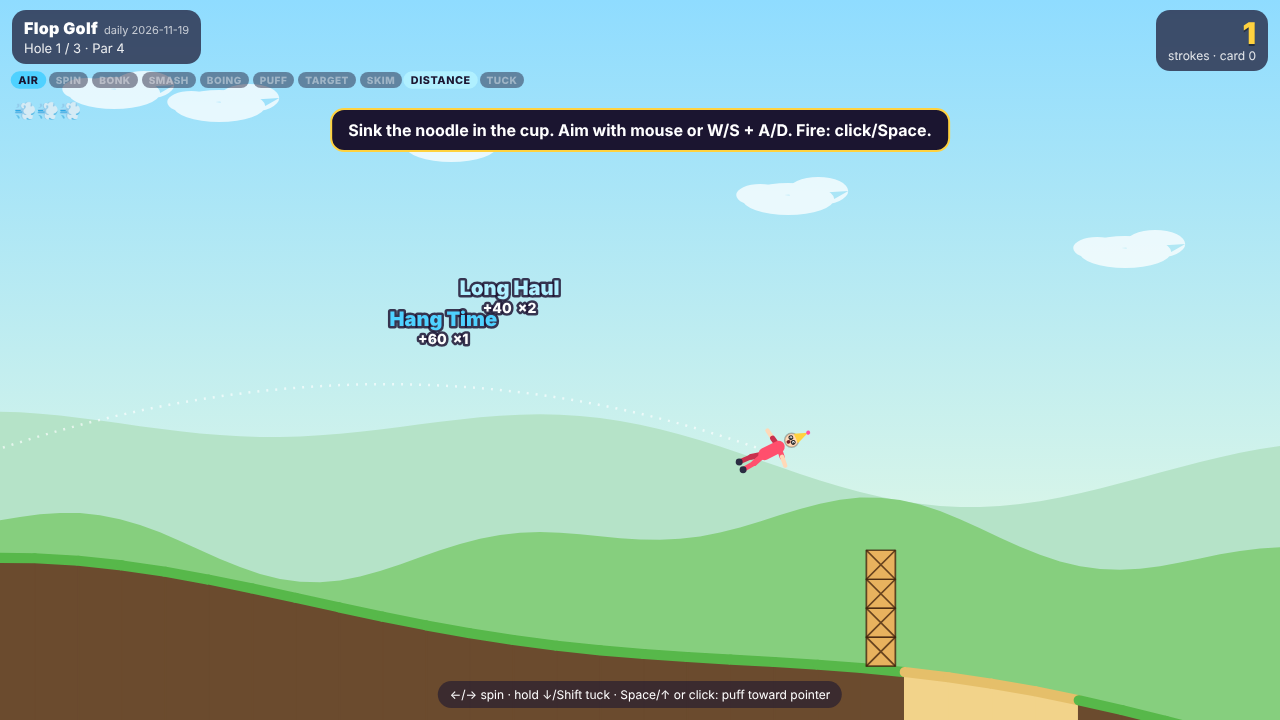 Flop Golf daily 2026-11-19
Hole 1 / 3 · Par 4
1
strokes · card 0
AIR SPIN BONK SMASH BOING PUFF TARGET SKIM DISTANCE TUCK
Sink the noodle in the cup. Aim with mouse or W/S + A/D. Fire: click/Space.
Long Haul
+40 ×2
Hang Time
+60 ×1
←/→ spin · hold ↓/Shift tuck · Space/↑ or click: puff toward pointer